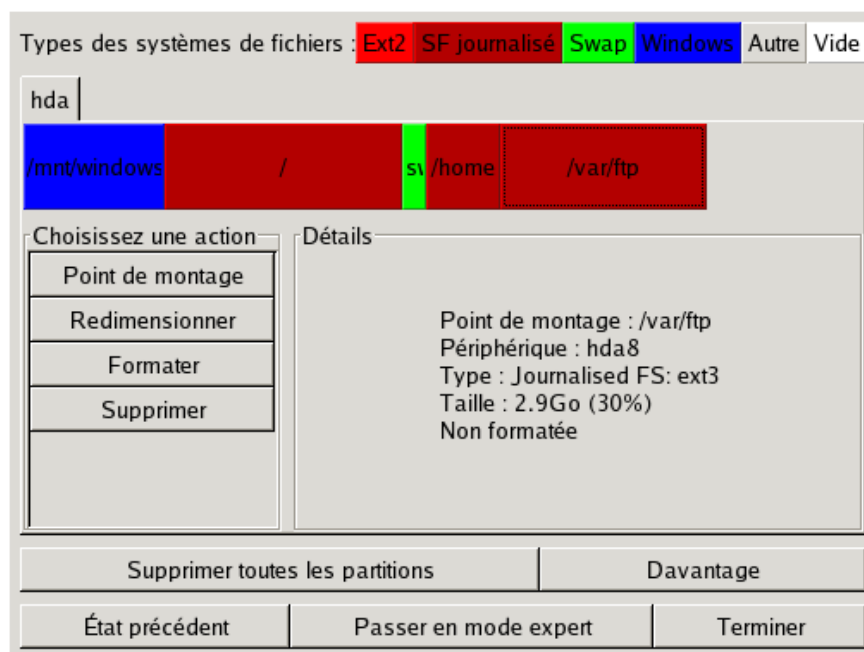 Types des systèmes de fichiers : Ext2 SF journalisé Swap Windows Autre Vide
hda
/mnt/windows / /home /var/ftp
Choisissez une action
Point de montage
Redimensionner
Formater
Supprimer
Détails
Point de montage : /var/ftp
Périphérique : hda8
Type : Journalised FS: ext3
Taille : 2.9Go (30%)
Non formatée
Supprimer toutes les partitions Davantage
État précédent Passer en mode expert Terminer